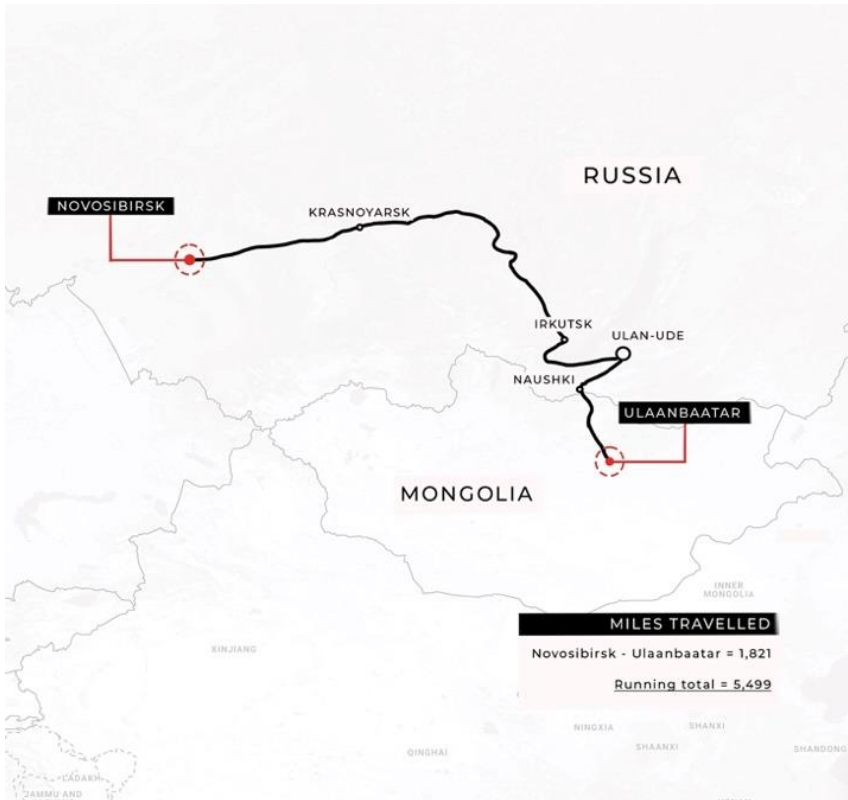 RUSSIA
NOVOSIBIRSK
KRASNOYARSK
IRKUTSK
ULAN-UDE
NAUSHKI
ULAANBAATAR
MONGOLIA
INNER
MONGOLIA
MILES TRAVELLED
Novosibirsk - Ulaanbaatar = 1,821
XINJIANG
Running total = 5,499
NINGXIA
SHANXI
SHAANXI
SHANDONG
QINGHAI
LADAKH
JAMMU AND